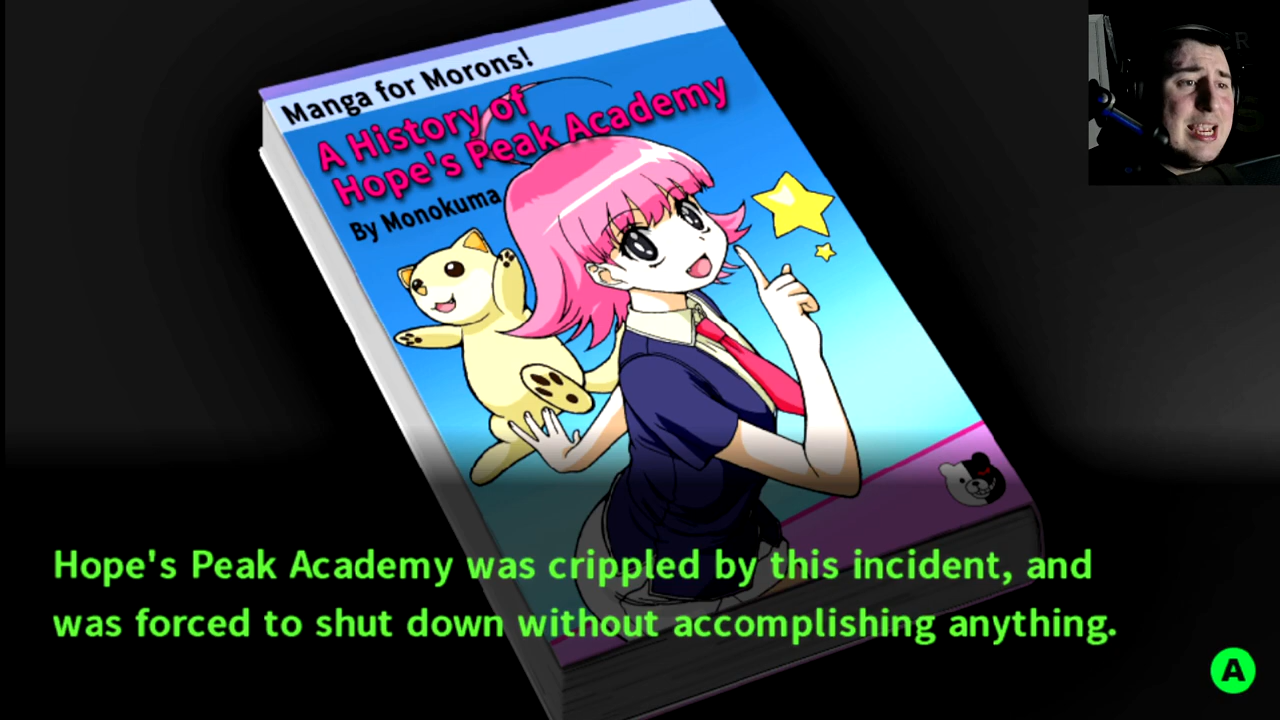 Manga for Morons!
A History of
Hope's Peak Academy
By Monokuma
Hope's Peak Academy was crippled by this incident, and
was forced to shut down without accomplishing anything.
A